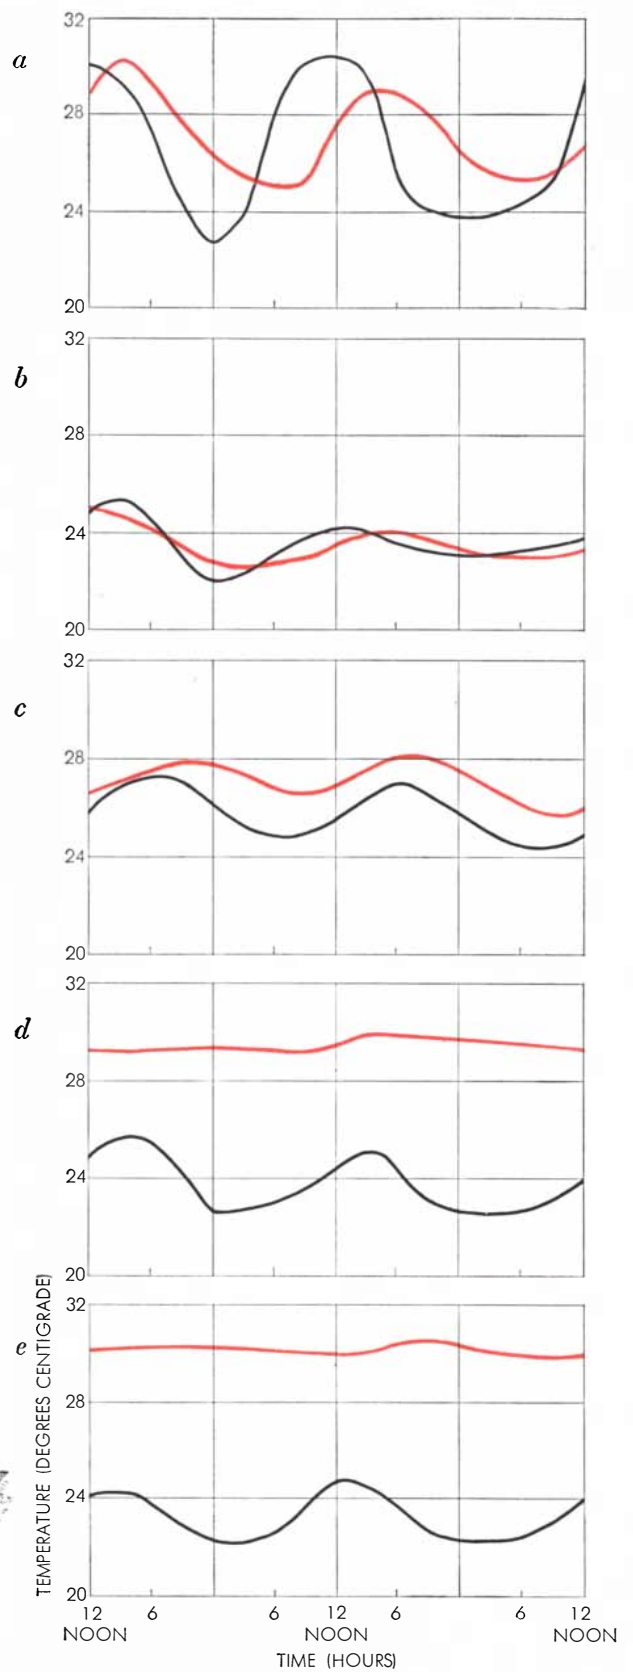 a
32
28
24
20
b
32
28
24
20
c
32
28
24
20
d
32
28
24
20
e
32
28
24
20
TEMPERATURE (DEGREES CENTIGRADE)
12 6 6 12 6 6 12
NOON NOON NOON
TIME (HOURS)